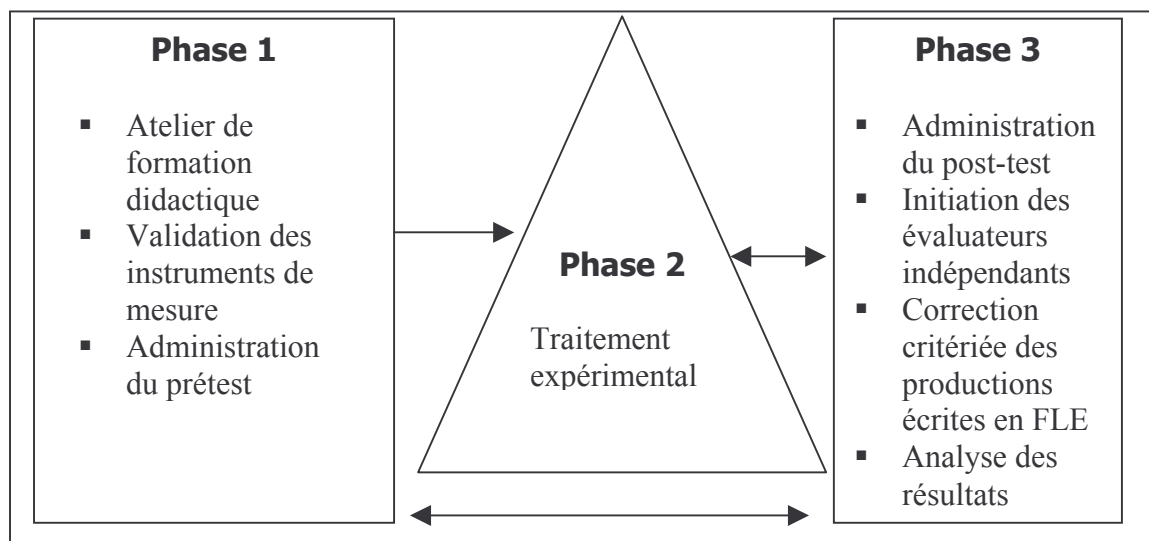 Phase 1
▪ Atelier de
formation
didactique
▪ Validation des
instruments de
mesure
▪ Administration
du prétest
Phase 2
Traitement
expérimental
Phase 3
▪ Administration
du post-test
▪ Initiation des
évaluateurs
indépendants
▪ Correction
critériée des
productions
écrites en FLE
▪ Analyse des
résultats